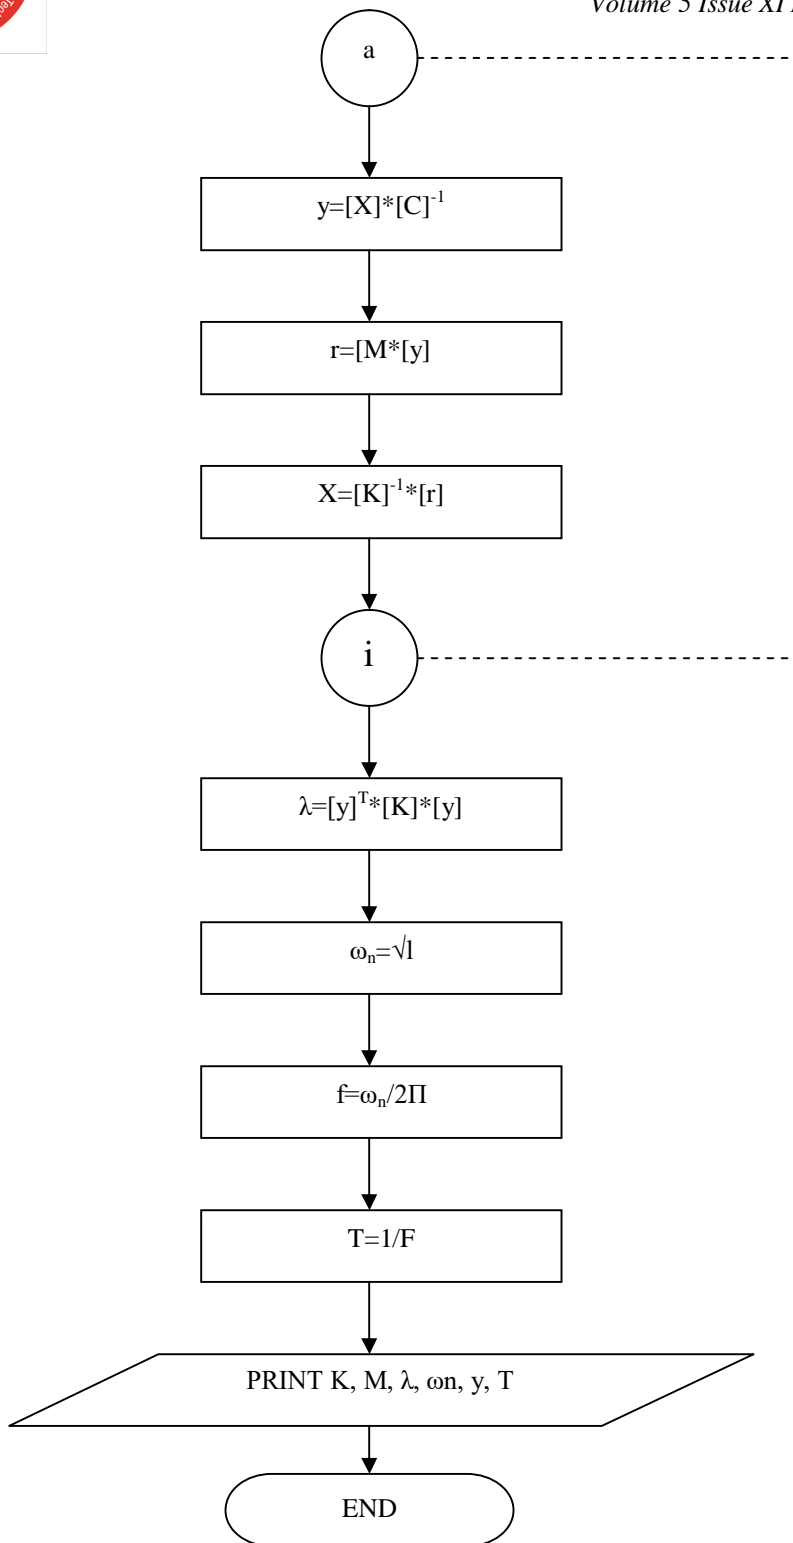 Volume 5 Issue XI
a
y=[X]*[C]⁻¹
r=[M*[y]
X=[K]⁻¹*[r]
i
λ=[y]ᵀ*[K]*[y]
ωₙ=√l
f=ωₙ/2Π
T=1/F
PRINT K, M, λ, ωn, y, T
END